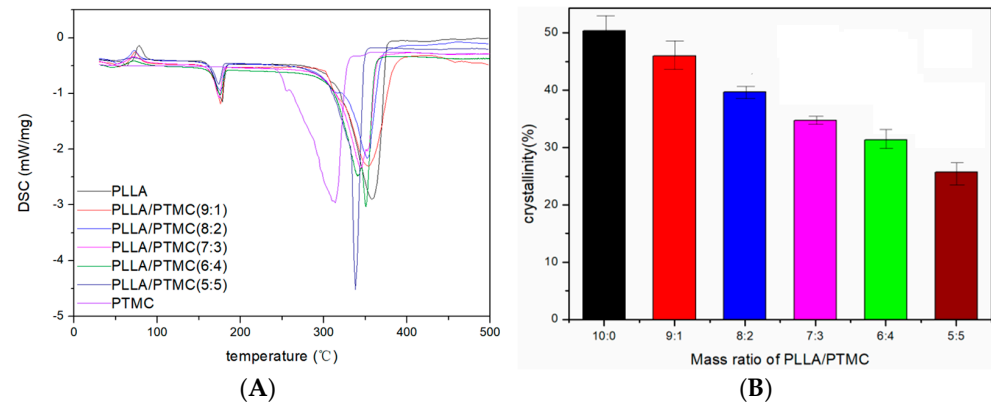 0
-1
-2
-3
-4
-5
DSC (mW/mg)
PLLA
PLLA/PTMC(9:1)
PLLA/PTMC(8:2)
PLLA/PTMC(7:3)
PLLA/PTMC(6:4)
PLLA/PTMC(5:5)
PTMC
0 100 200 300 400 500
temperature (℃)
(A)
B
50
40
30
20
10
0
crystallinity(%)
10:0 9:1 8:2 7:3 6:4 5:5
Mass ratio of PLLA/PTMC
(B)